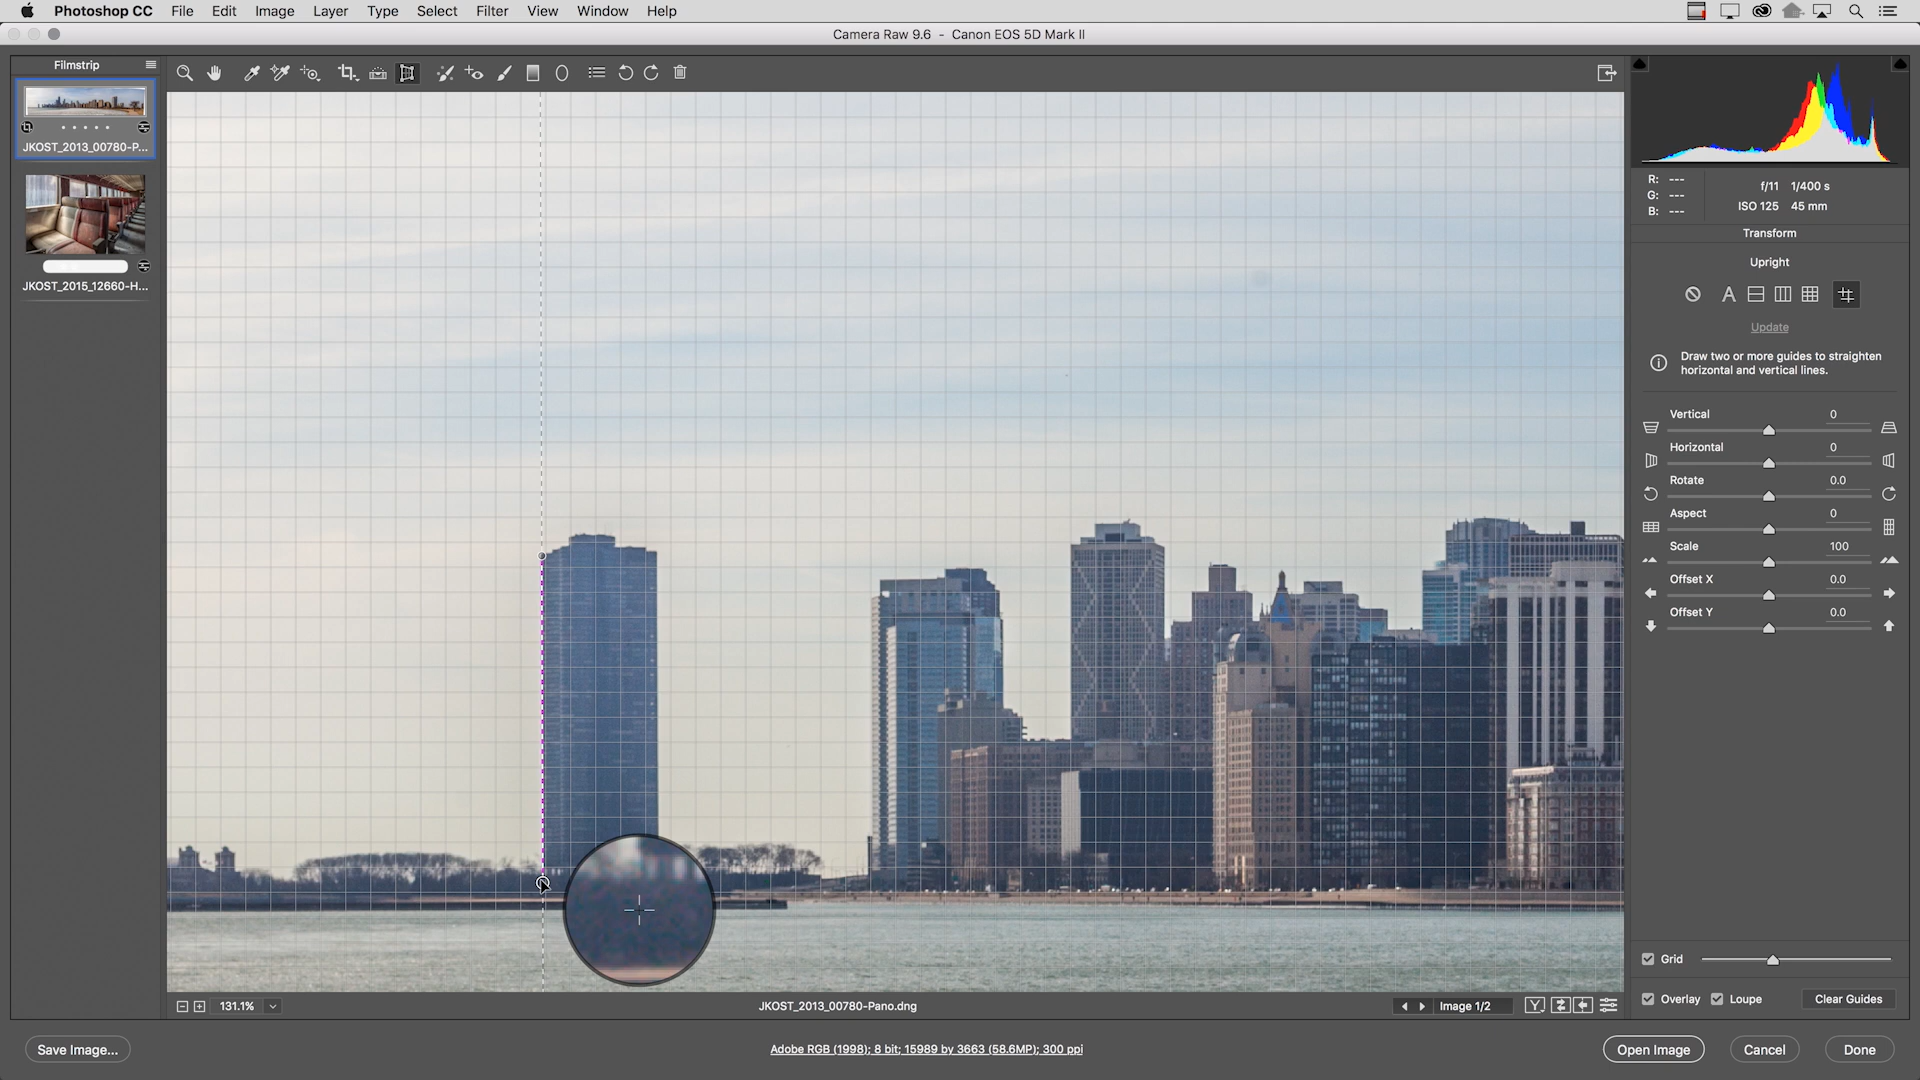 Photoshop CC File Edit Image Layer Type Select Filter View Window Help
Camera Raw 9.6 - Canon EOS 5D Mark II
Filmstrip
JKOST_2013_00780-P...
JKOST_2015_12660-H...
R: ---
G: ---
B: ---
f/11 1/400 s
ISO 125 45 mm
Transform
Upright
A
Update
Draw two or more guides to straighten
horizontal and vertical lines.
Vertical 0
Horizontal 0
Rotate 0.0
Aspect 0
Scale 100
Offset X 0.0
Offset Y 0.0
Grid
Overlay Loupe Clear Guides
131.1% JKOST_2013_00780-Pano.dng Image 1/2 Y
Save Image... Adobe RGB (1998); 8 bit; 15989 by 3663 (58.6MP); 300 ppi Open Image Cancel Done